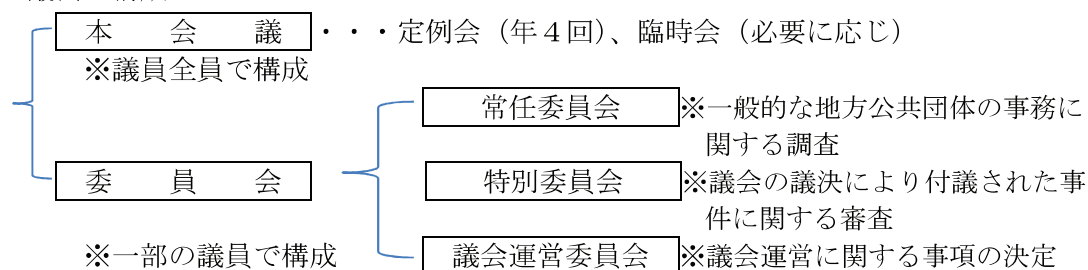 本会議・・・定例会（年４回）、臨時会（必要に応じ）
※議員全員で構成
常任委員会※一般的な地方公共団体の事務に
関する調査
委員会
特別委員会※議会の議決により付議された事
件に関する審査
※一部の議員で構成
議会運営委員会※議会運営に関する事項の決定